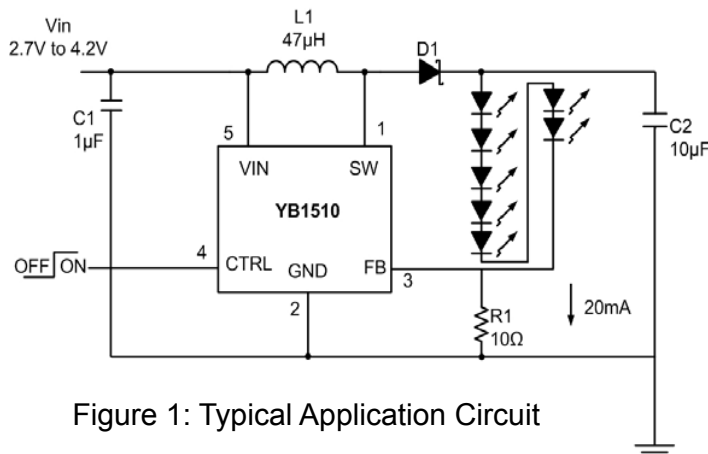 Vin
2.7V to 4.2V
L1
47µH
D1
C1
1µF
5
1
VIN
SW
C2
10µF
YB1510
OFF ON
4
CTRL
GND
FB
3
2
R1
10Ω
20mA
Figure 1: Typical Application Circuit